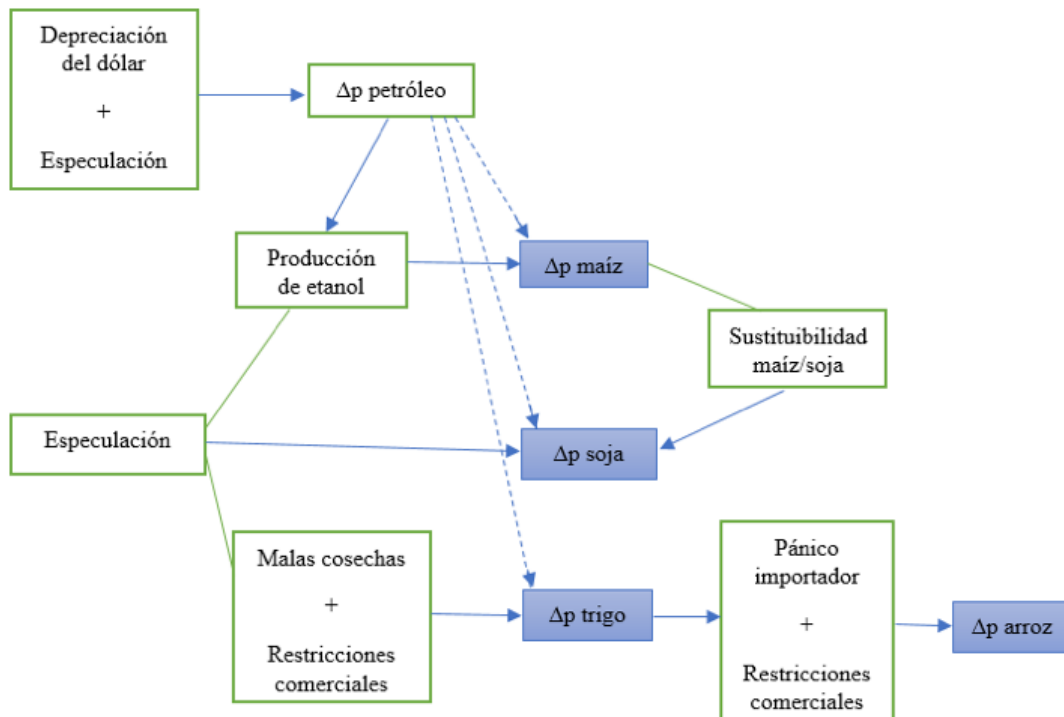 Depreciación
del dólar
+
Especulación
Δp petróleo
Producción
de etanol
Δp maíz
Sustituibilidad
maíz/soja
Especulación
Δp soja
Malas cosechas
+
Restricciones
comerciales
Δp trigo
Pánico
importador
+
Restricciones
comerciales
Δp arroz